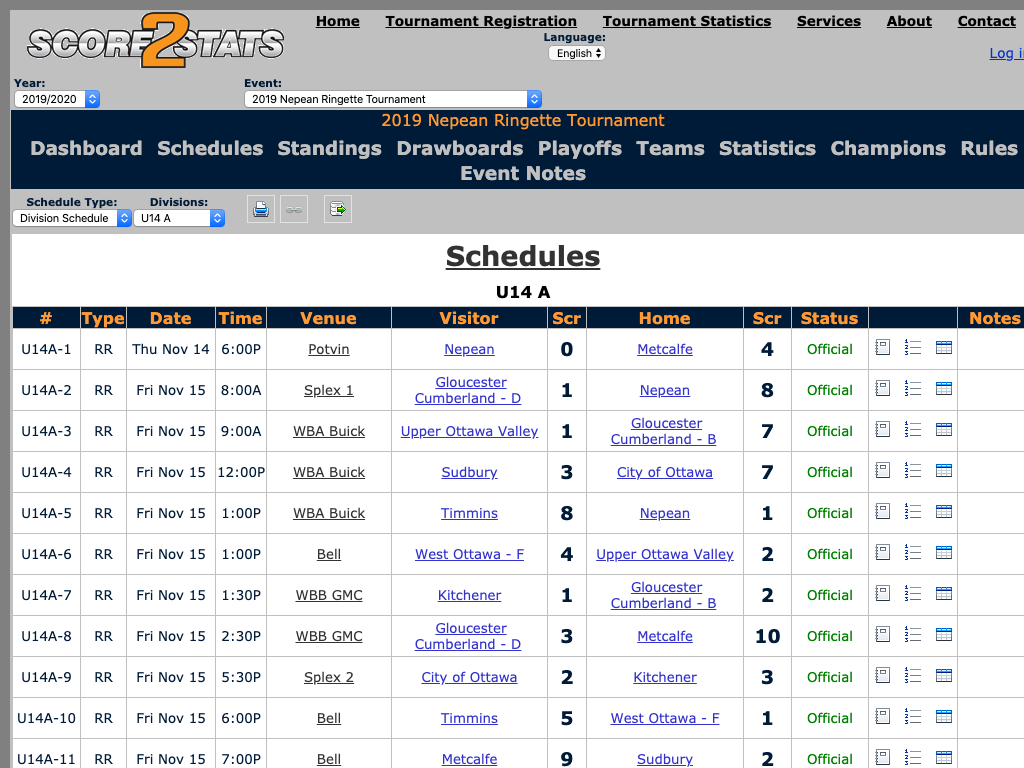 SCORE2STATS
Home Tournament Registration Tournament Statistics Services About Contact
Language:
English
Log i
Year: Event:
2019/2020 2019 Nepean Ringette Tournament
2019 Nepean Ringette Tournament
Dashboard Schedules Standings Drawboards Playoffs Teams Statistics Champions Rules
Event Notes
Schedule Type: Divisions:
Division Schedule U14 A
Schedules
U14 A
# Type Date Time Venue Visitor Scr Home Scr Status Notes
U14A-1 RR Thu Nov 14 6:00P Potvin Nepean 0 Metcalfe 4 Official
U14A-2 RR Fri Nov 15 8:00A Splex 1 Gloucester Cumberland - D 1 Nepean 8 Official
U14A-3 RR Fri Nov 15 9:00A WBA Buick Upper Ottawa Valley 1 Gloucester Cumberland - B 7 Official
U14A-4 RR Fri Nov 15 12:00P WBA Buick Sudbury 3 City of Ottawa 7 Official
U14A-5 RR Fri Nov 15 1:00P WBA Buick Timmins 8 Nepean 1 Official
U14A-6 RR Fri Nov 15 1:00P Bell West Ottawa - F 4 Upper Ottawa Valley 2 Official
U14A-7 RR Fri Nov 15 1:30P WBB GMC Kitchener 1 Gloucester Cumberland - B 2 Official
U14A-8 RR Fri Nov 15 2:30P WBB GMC Gloucester Cumberland - D 3 Metcalfe 10 Official
U14A-9 RR Fri Nov 15 5:30P Splex 2 City of Ottawa 2 Kitchener 3 Official
U14A-10 RR Fri Nov 15 6:00P Bell Timmins 5 West Ottawa - F 1 Official
U14A-11 RR Fri Nov 15 7:00P Bell Metcalfe 9 Sudbury 2 Official